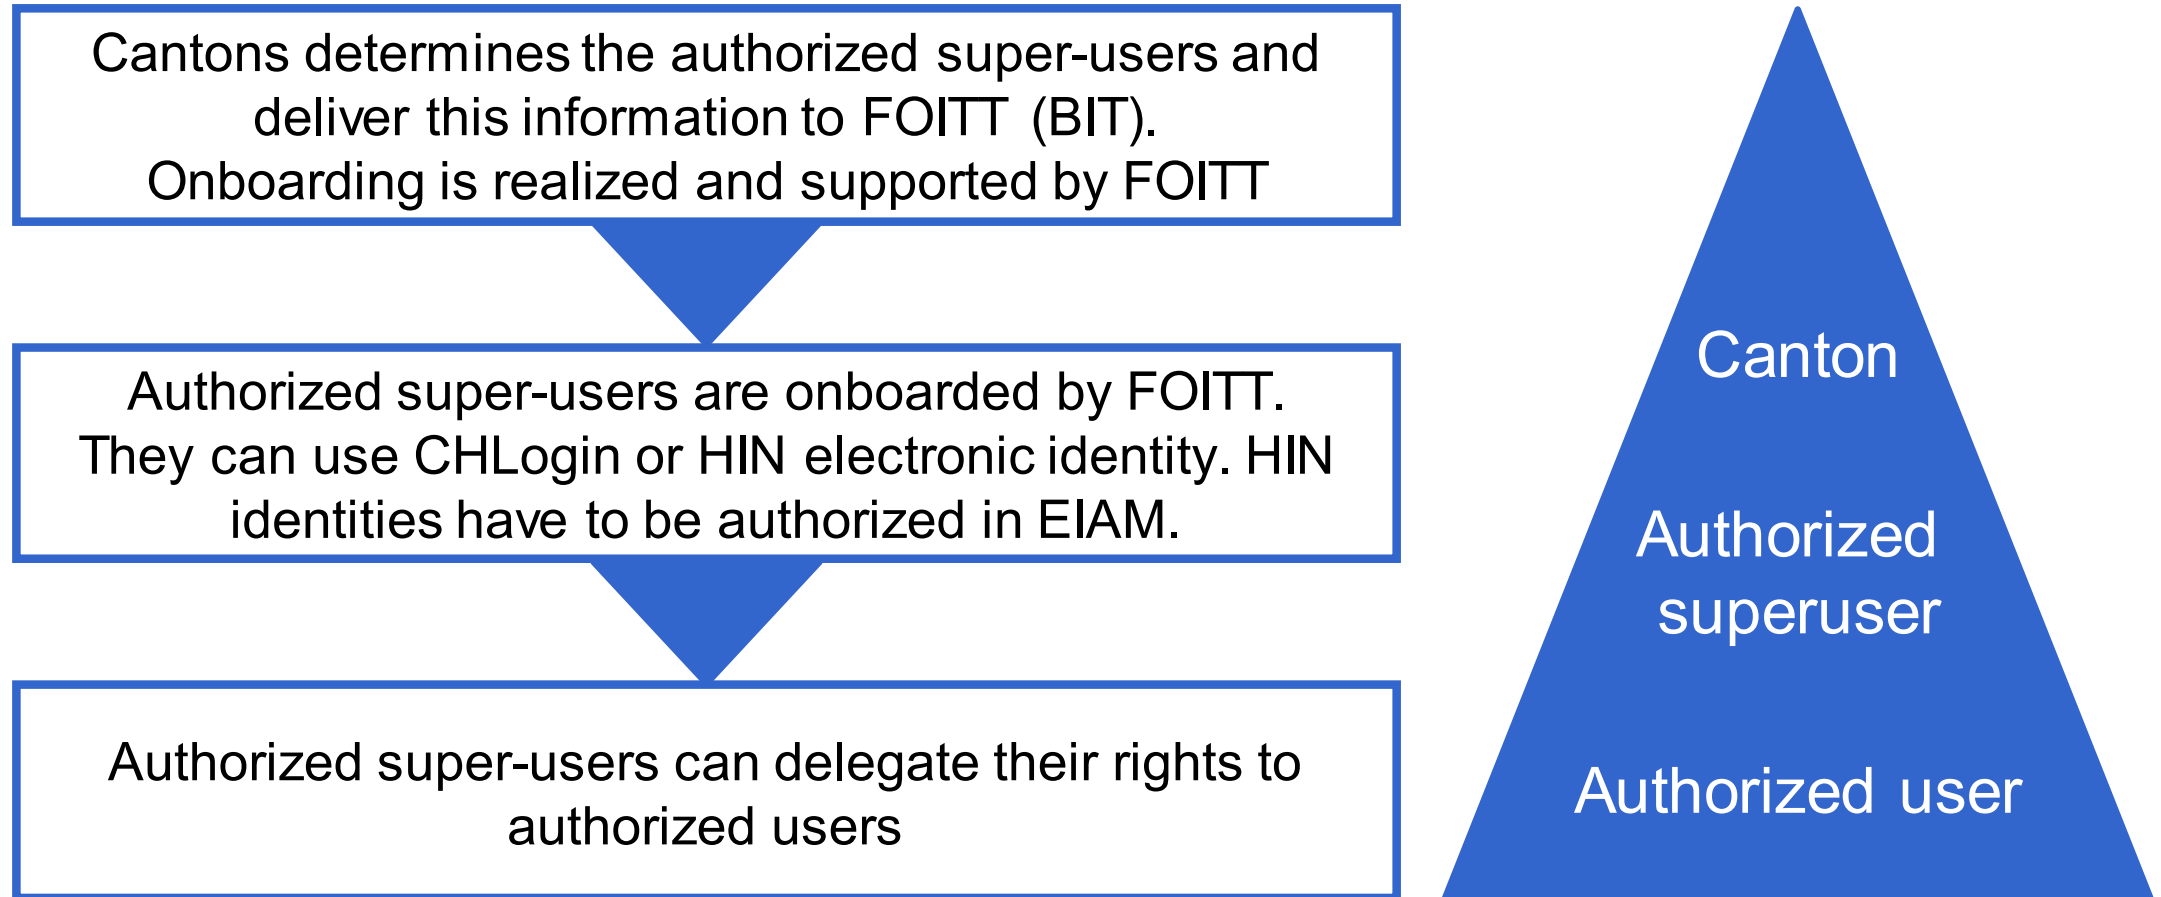 Cantons determines the authorized super-users and
deliver this information to FOITT (BIT).
Onboarding is realized and supported by FOITT
Authorized super-users are onboarded by FOITT.
They can use CHLogin or HIN electronic identity. HIN
identities have to be authorized in EIAM.
Authorized super-users can delegate their rights to
authorized users
Canton
Authorized
superuser
Authorized user